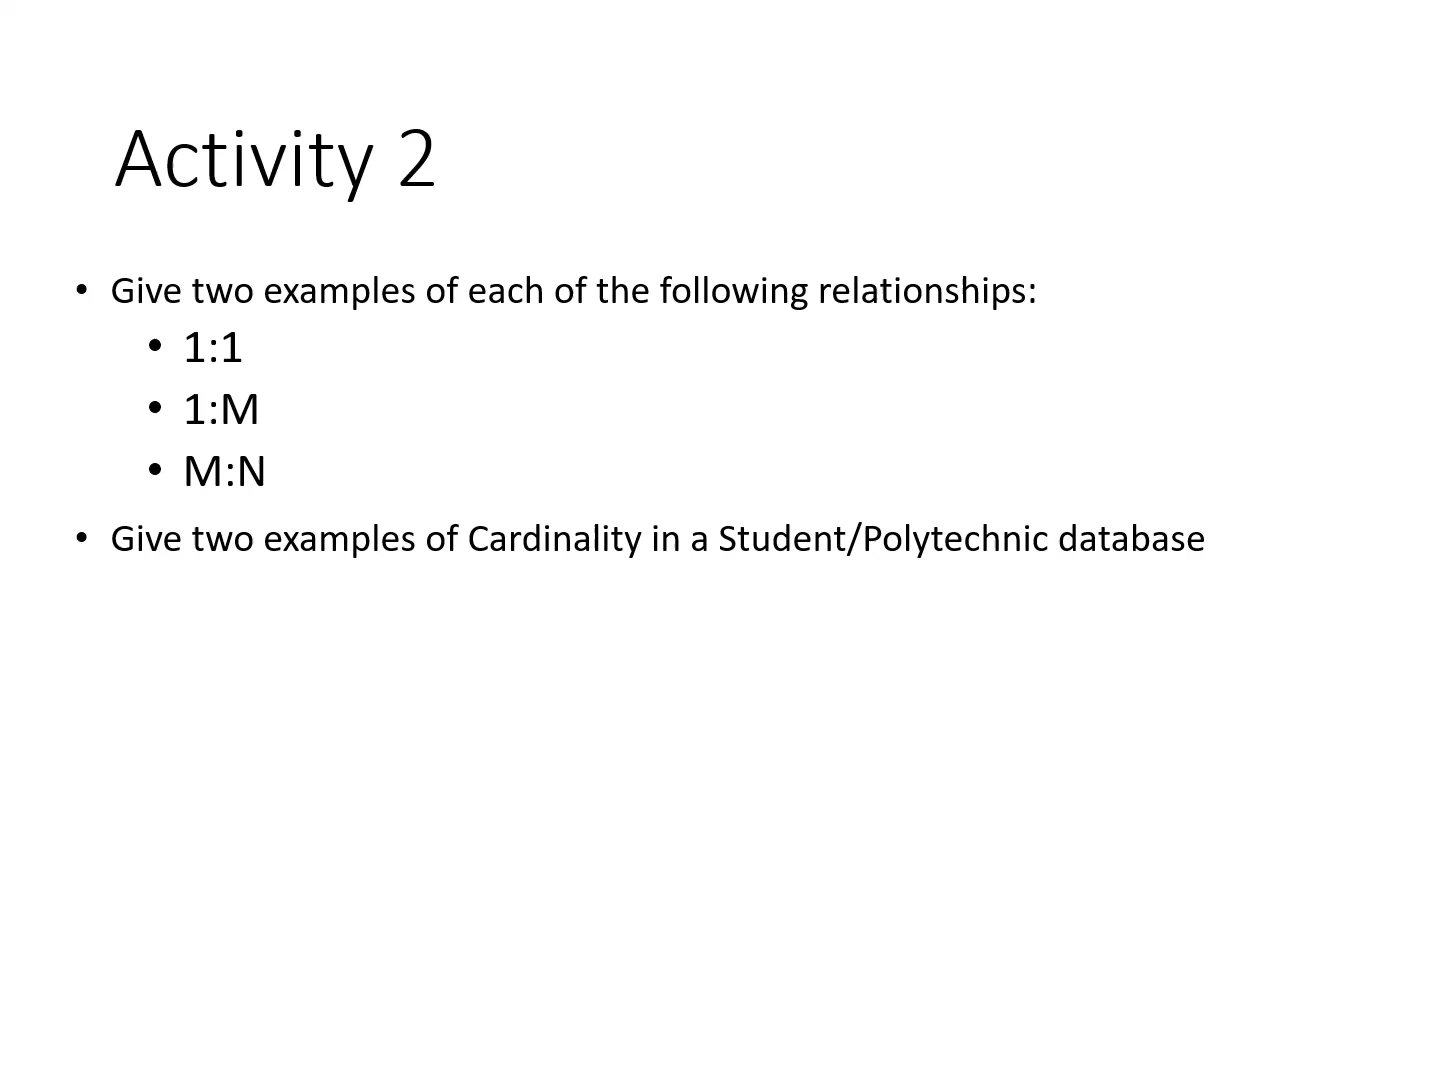 Activity 2
• Give two examples of each of the following relationships:
• 1:1
• 1:M
• M:N
• Give two examples of Cardinality in a Student/Polytechnic database